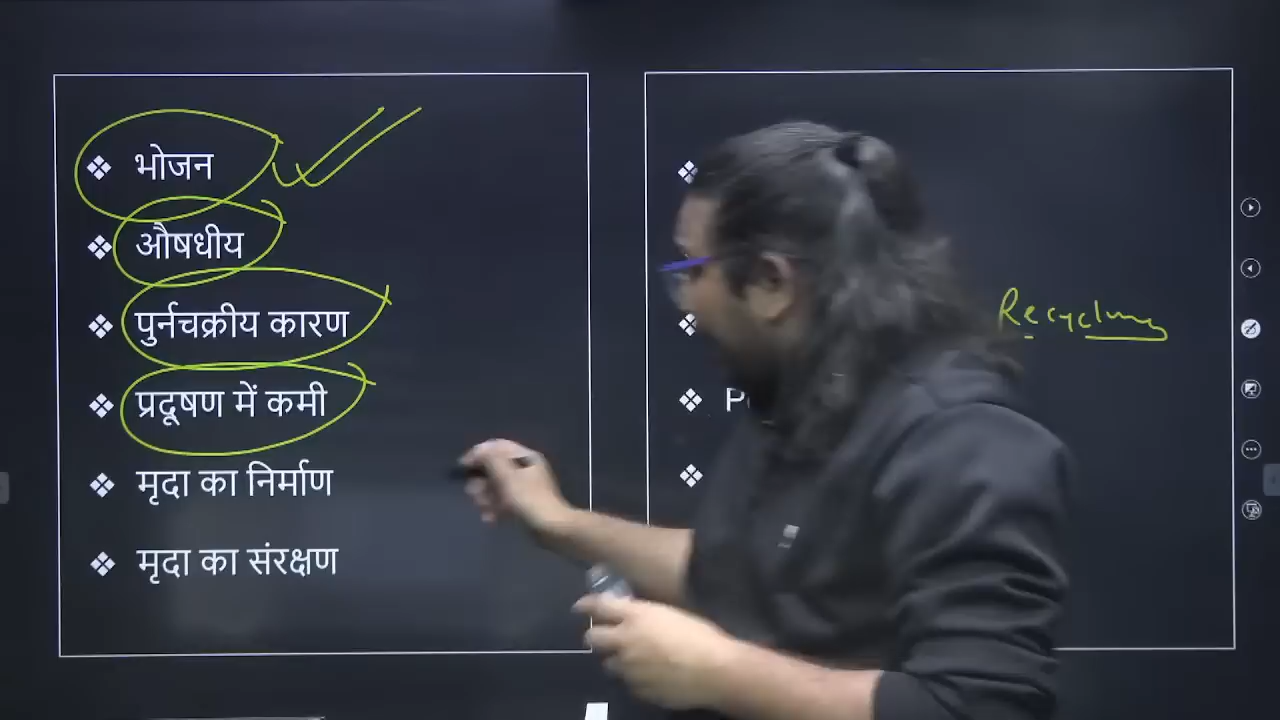 भोजन
औषधीय
पुर्नचक्रीय कारण
प्रदूषण में कमी
मृदा का निर्माण
मृदा का संरक्षण
Recycling